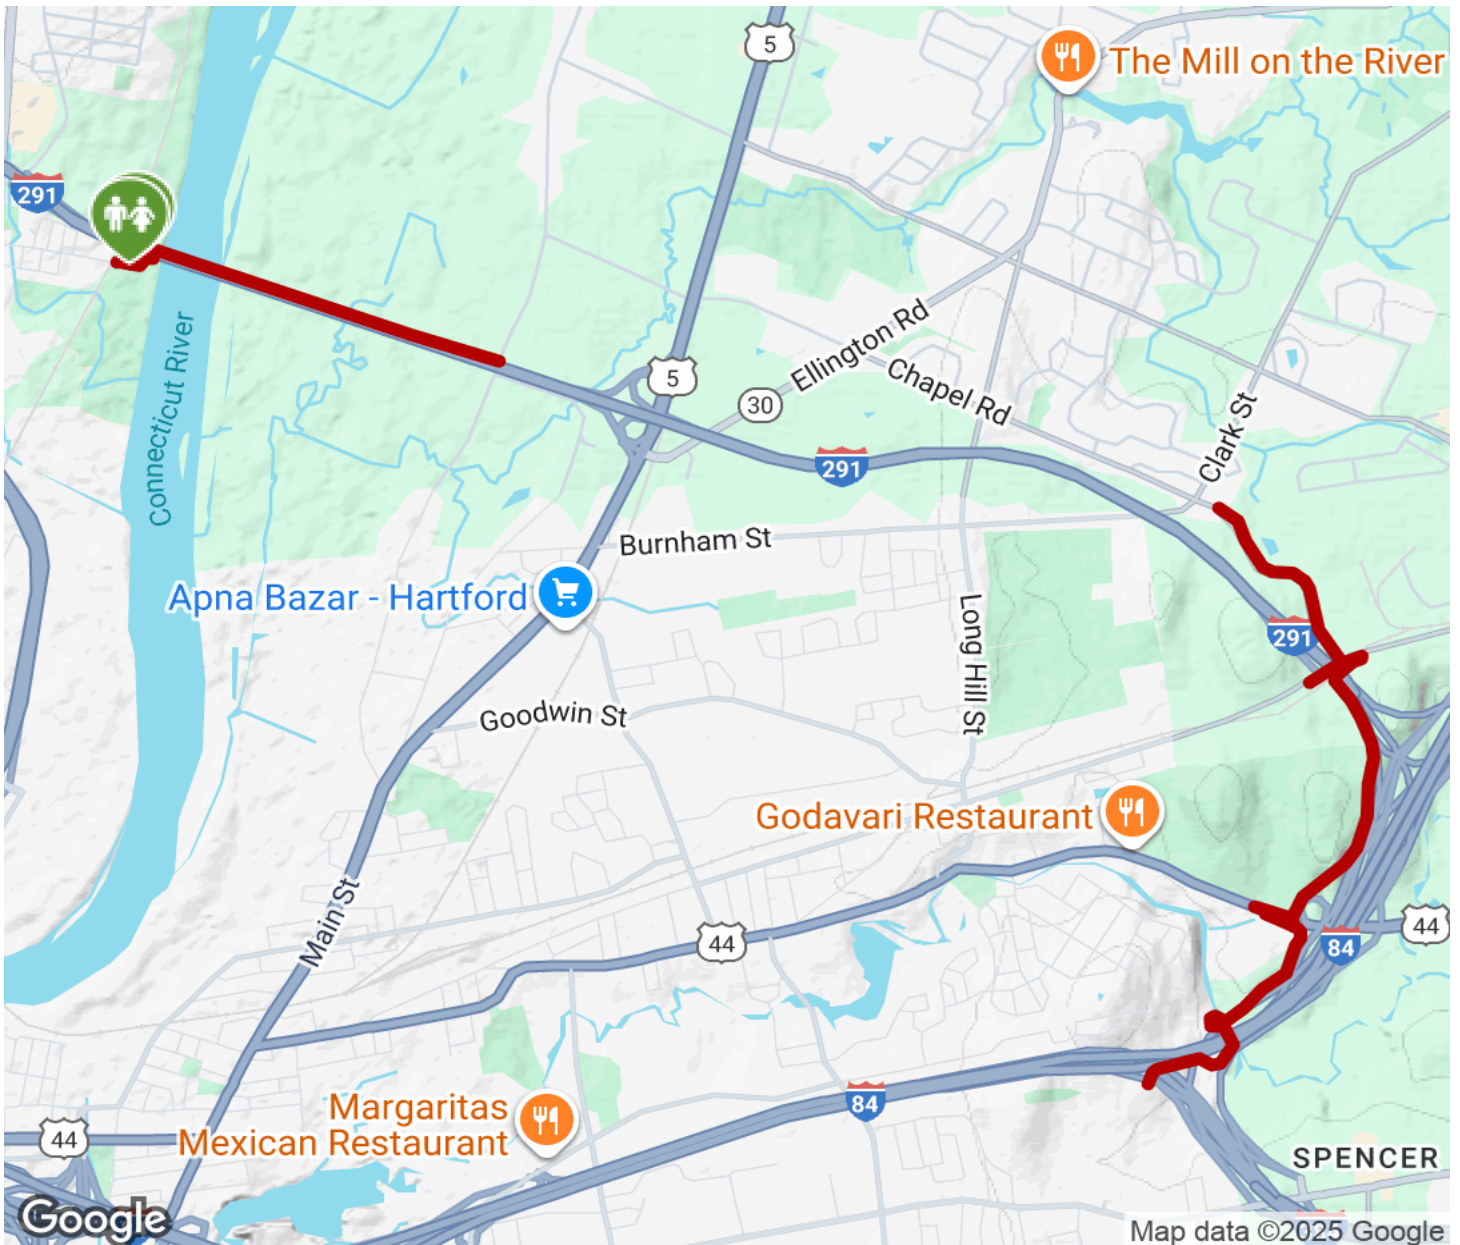 5
The Mill on the River
291
Connecticut River
Ellington Rd
5
Chapel Rd
30
Clark St
291
Burnham St
Apna Bazar - Hartford
Long Hill St
291
Goodwin St
Godavari Restaurant
Main St
44
44
84
84
Margaritas
Mexican Restaurant
44
SPENCER
Google
Map data ©2025 Google